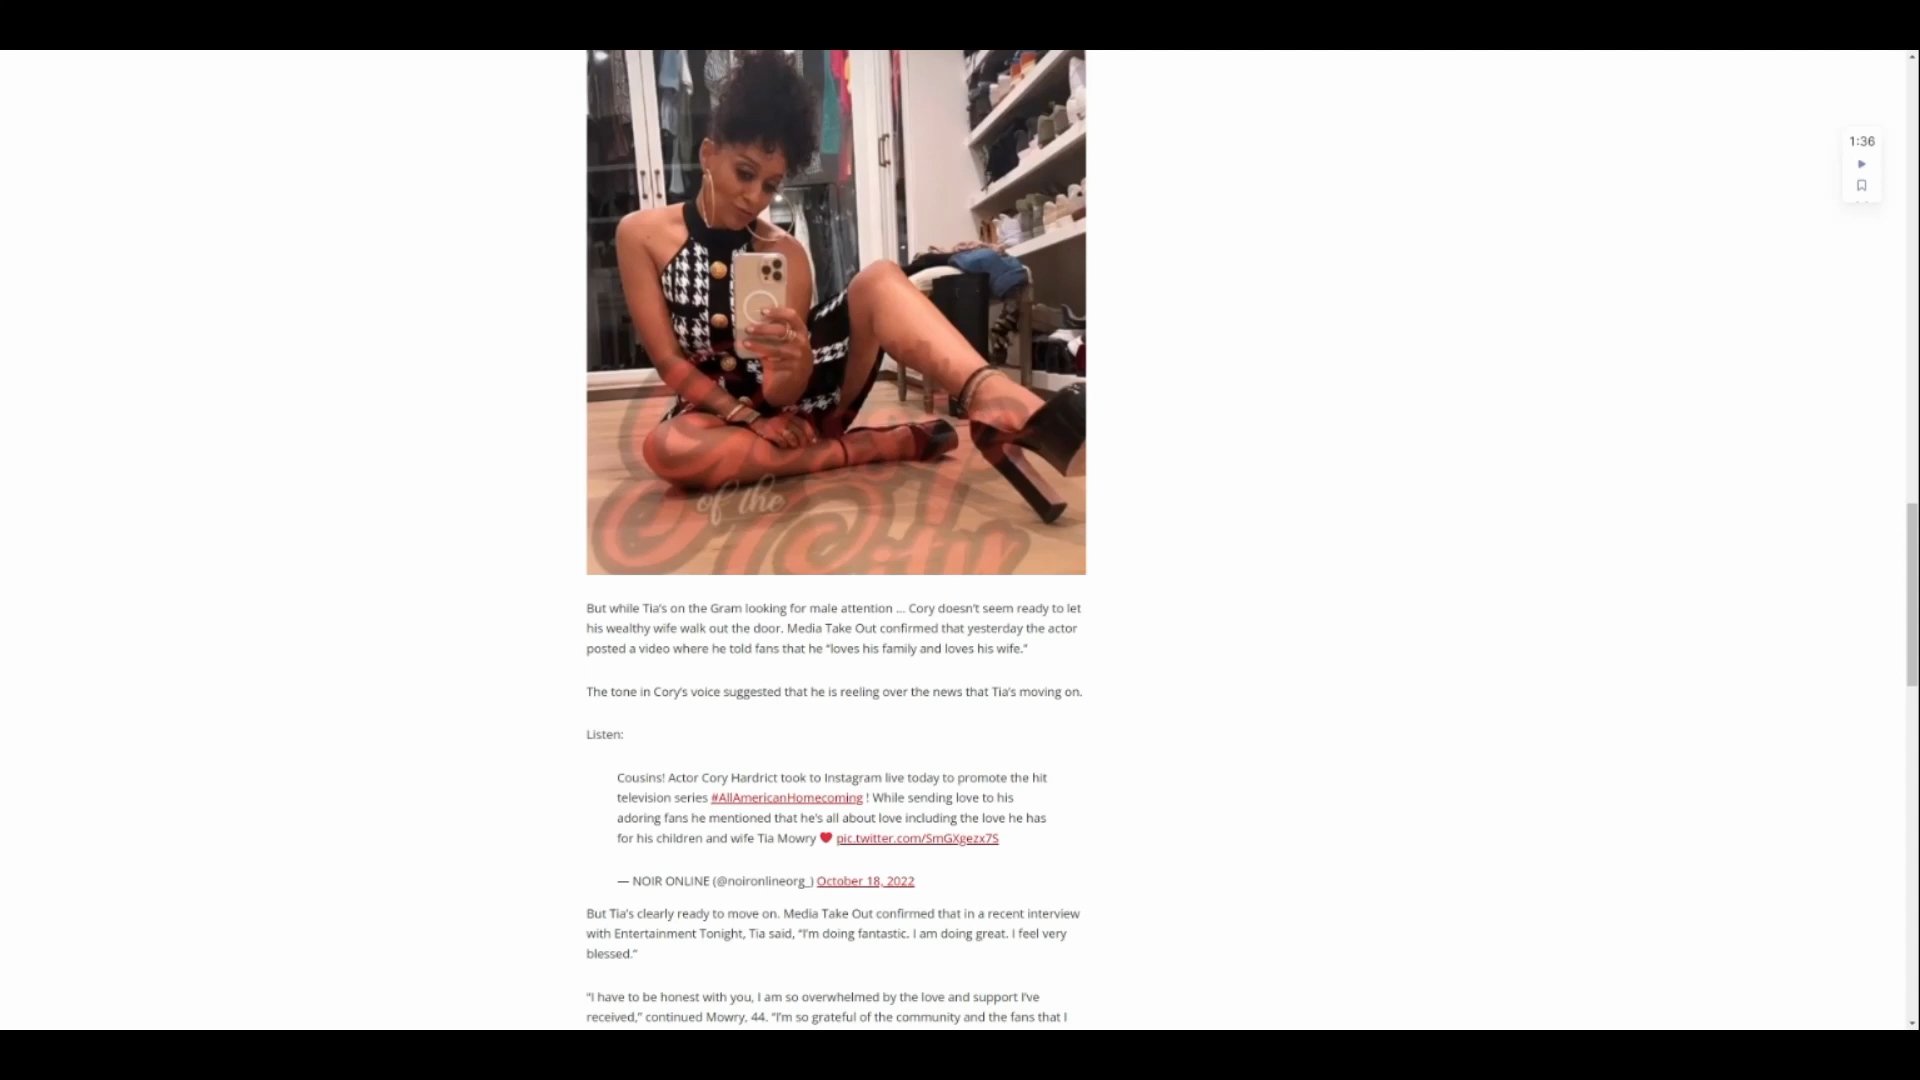 1:36
of the
City
But while Tia's on the Gram looking for male attention ... Cory doesn't seem ready to let
his wealthy wife walk out the door. Media Take Out confirmed that yesterday the actor
posted a video where he told fans that he "loves his family and loves his wife."
The tone in Cory's voice suggested that he is reeling over the news that Tia's moving on.
Listen:
Cousins! Actor Cory Hardrict took to Instagram live today to promote the hit
television series #AllAmericanHomecoming ! While sending love to his
adoring fans he mentioned that he's all about love including the love he has
for his children and wife Tia Mowry ❤ pic.twitter.com/SmGXgezx7S
— NOIR ONLINE (@noironlineorg_) October 18, 2022
But Tia's clearly ready to move on. Media Take Out confirmed that in a recent interview
with Entertainment Tonight, Tia said, "I'm doing fantastic. I am doing great. I feel very
blessed."
"I have to be honest with you, I am so overwhelmed by the love and support I've
received," continued Mowry, 44. "I'm so grateful of the community and the fans that I